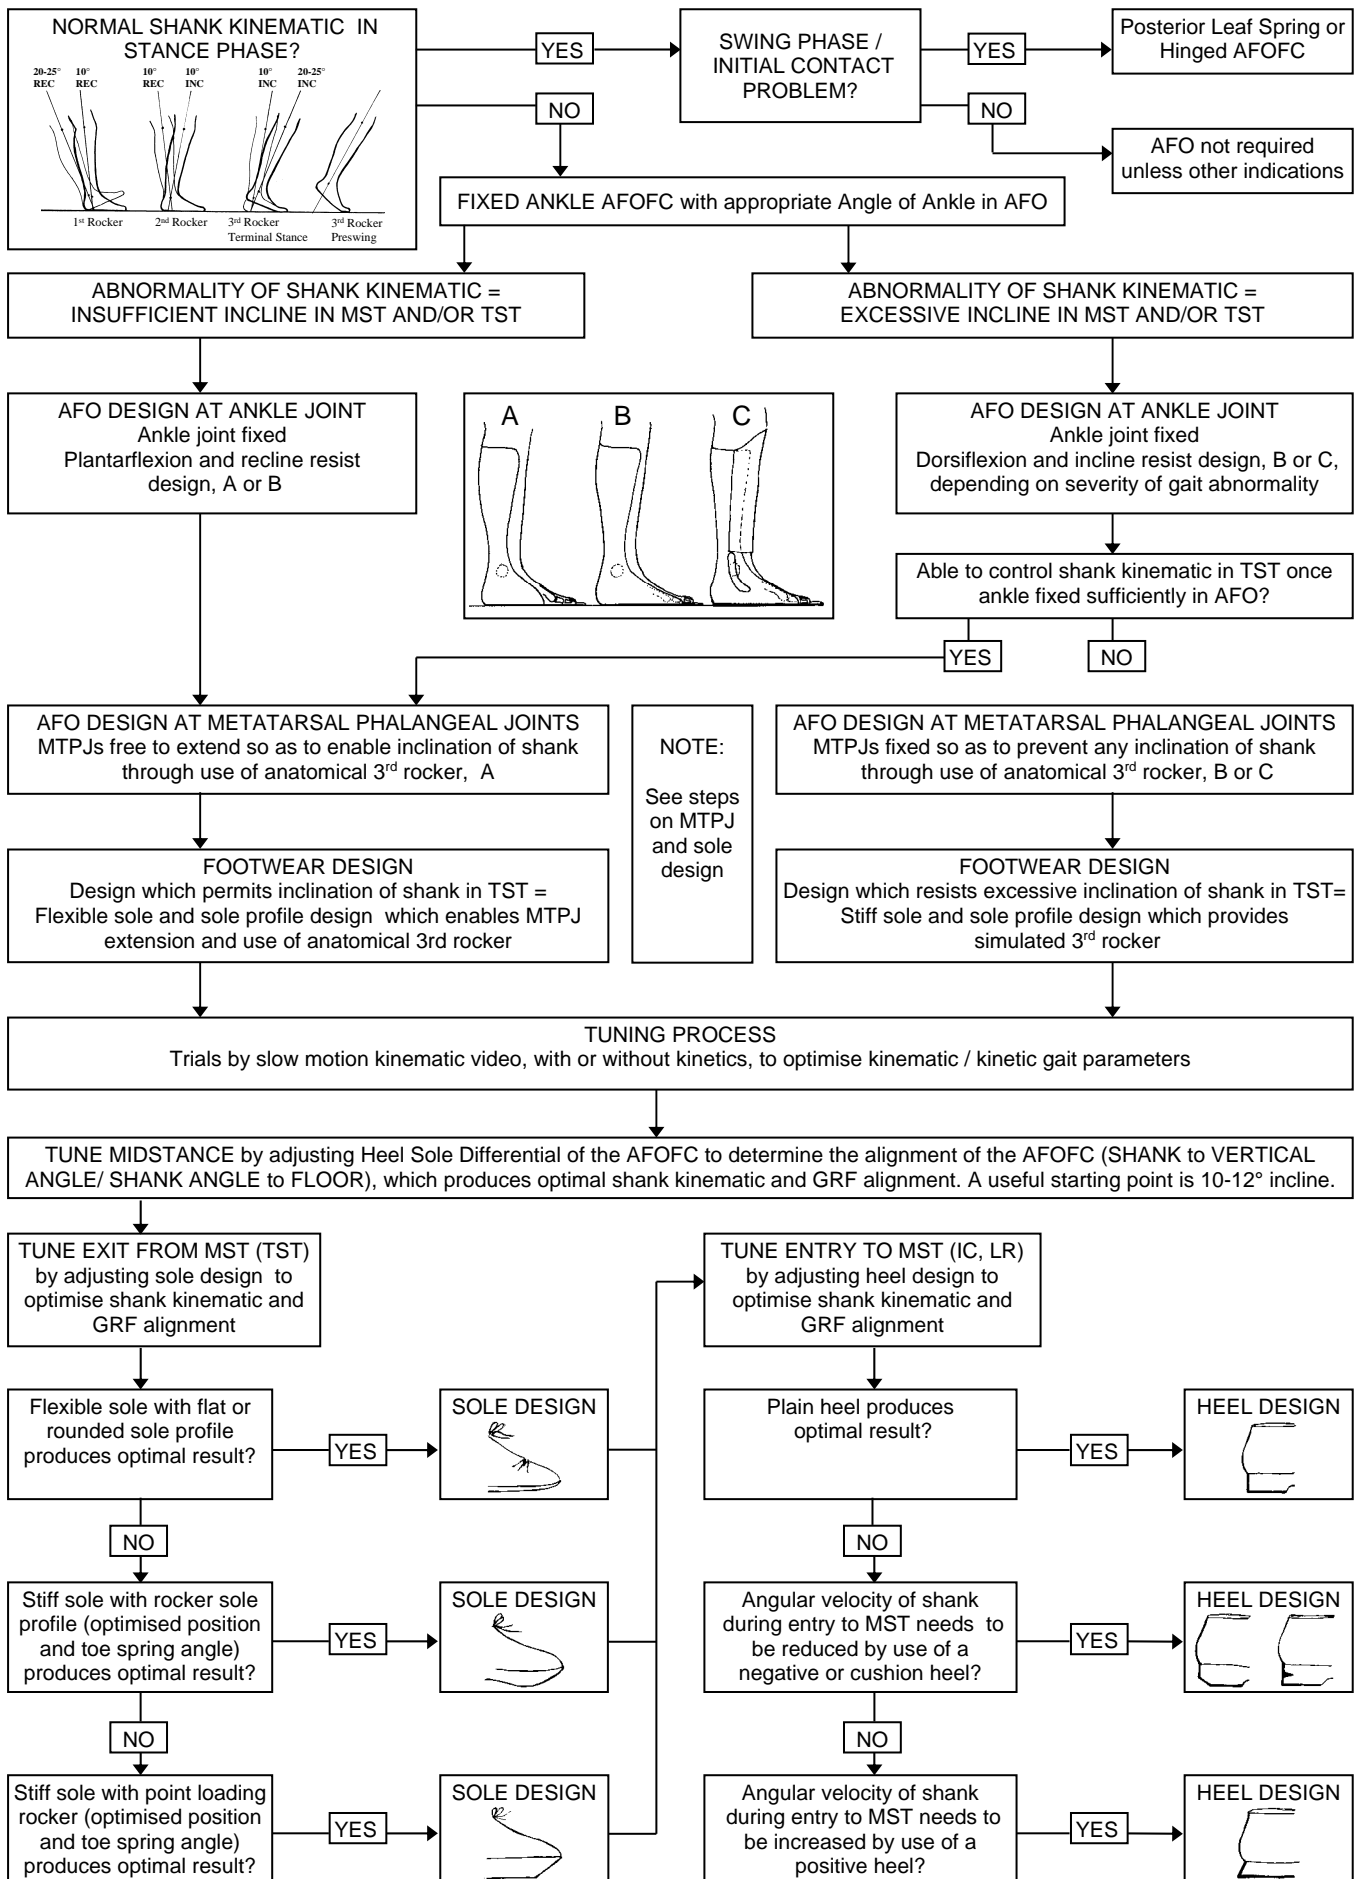 NORMAL SHANK KINEMATIC IN
STANCE PHASE?
20-25° 10° 10° 10° 10° 20-25°
REC REC REC INC INC INC
1st Rocker 2nd Rocker 3rd Rocker 3rd Rocker
Terminal Stance Preswing
YES
SWING PHASE /
INITIAL CONTACT
PROBLEM?
YES
Posterior Leaf Spring or
Hinged AFOFC
NO
NO
AFO not required
unless other indications
FIXED ANKLE AFOFC with appropriate Angle of Ankle in AFO
ABNORMALITY OF SHANK KINEMATIC =
INSUFFICIENT INCLINE IN MST AND/OR TST
ABNORMALITY OF SHANK KINEMATIC =
EXCESSIVE INCLINE IN MST AND/OR TST
AFO DESIGN AT ANKLE JOINT
Ankle joint fixed
Plantarflexion and recline resist
design, A or B
A B C
AFO DESIGN AT ANKLE JOINT
Ankle joint fixed
Dorsiflexion and incline resist design, B or C,
depending on severity of gait abnormality
Able to control shank kinematic in TST once
ankle fixed sufficiently in AFO?
YES
NO
AFO DESIGN AT METATARSAL PHALANGEAL JOINTS
MTPJs free to extend so as to enable inclination of shank
through use of anatomical 3rd rocker, A
NOTE:
See steps
on MTPJ
and sole
design
AFO DESIGN AT METATARSAL PHALANGEAL JOINTS
MTPJs fixed so as to prevent any inclination of shank
through use of anatomical 3rd rocker, B or C
FOOTWEAR DESIGN
Design which permits inclination of shank in TST =
Flexible sole and sole profile design which enables MTPJ
extension and use of anatomical 3rd rocker
FOOTWEAR DESIGN
Design which resists excessive inclination of shank in TST=
Stiff sole and sole profile design which provides
simulated 3rd rocker
TUNING PROCESS
Trials by slow motion kinematic video, with or without kinetics, to optimise kinematic / kinetic gait parameters
TUNE MIDSTANCE by adjusting Heel Sole Differential of the AFOFC to determine the alignment of the AFOFC (SHANK to VERTICAL
ANGLE/ SHANK ANGLE to FLOOR), which produces optimal shank kinematic and GRF alignment. A useful starting point is 10-12° incline.
TUNE EXIT FROM MST (TST)
by adjusting sole design to
optimise shank kinematic and
GRF alignment
TUNE ENTRY TO MST (IC, LR)
by adjusting heel design to
optimise shank kinematic and
GRF alignment
Flexible sole with flat or
rounded sole profile
produces optimal result?
YES
SOLE DESIGN
Plain heel produces
optimal result?
YES
HEEL DESIGN
NO
NO
Stiff sole with rocker sole
profile (optimised position
and toe spring angle)
produces optimal result?
YES
SOLE DESIGN
Angular velocity of shank
during entry to MST needs to
be reduced by use of a
negative or cushion heel?
YES
HEEL DESIGN
NO
NO
Stiff sole with point loading
rocker (optimised position
and toe spring angle)
produces optimal result?
YES
SOLE DESIGN
Angular velocity of shank
during entry to MST needs to
be increased by use of a
positive heel?
YES
HEEL DESIGN